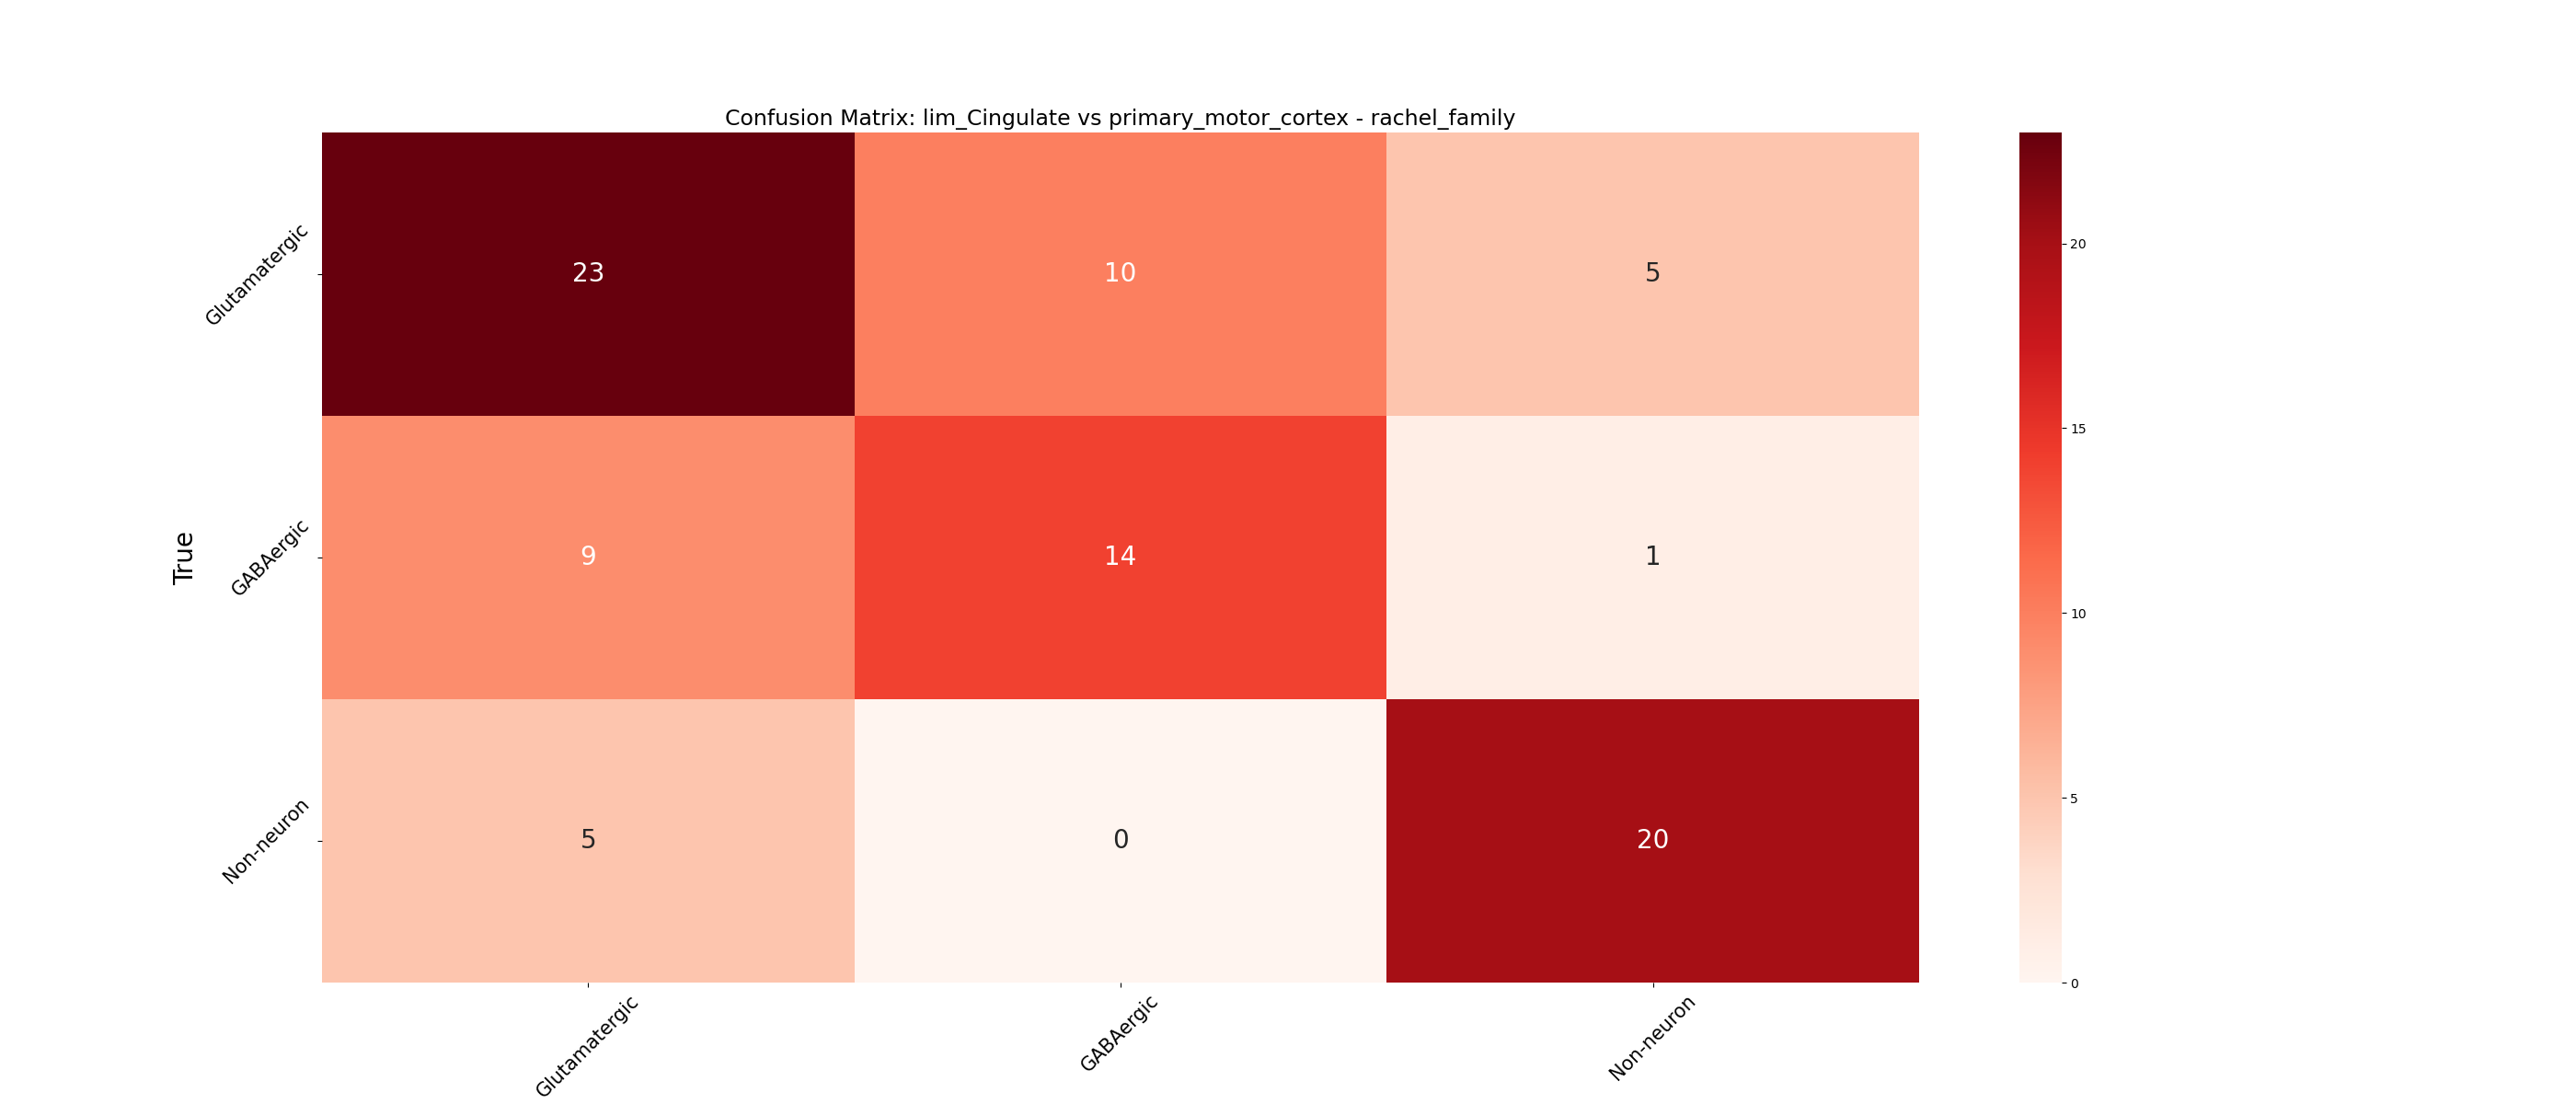 Confusion Matrix: lim_Cingulate vs primary_motor_cortex - rachel_family
True
Glutamatergic
23 10 5
GABAergic
9 14 1
Non-neuron
5 0 20
Glutamatergic GABAergic Non-neuron
20
15
10
5
0